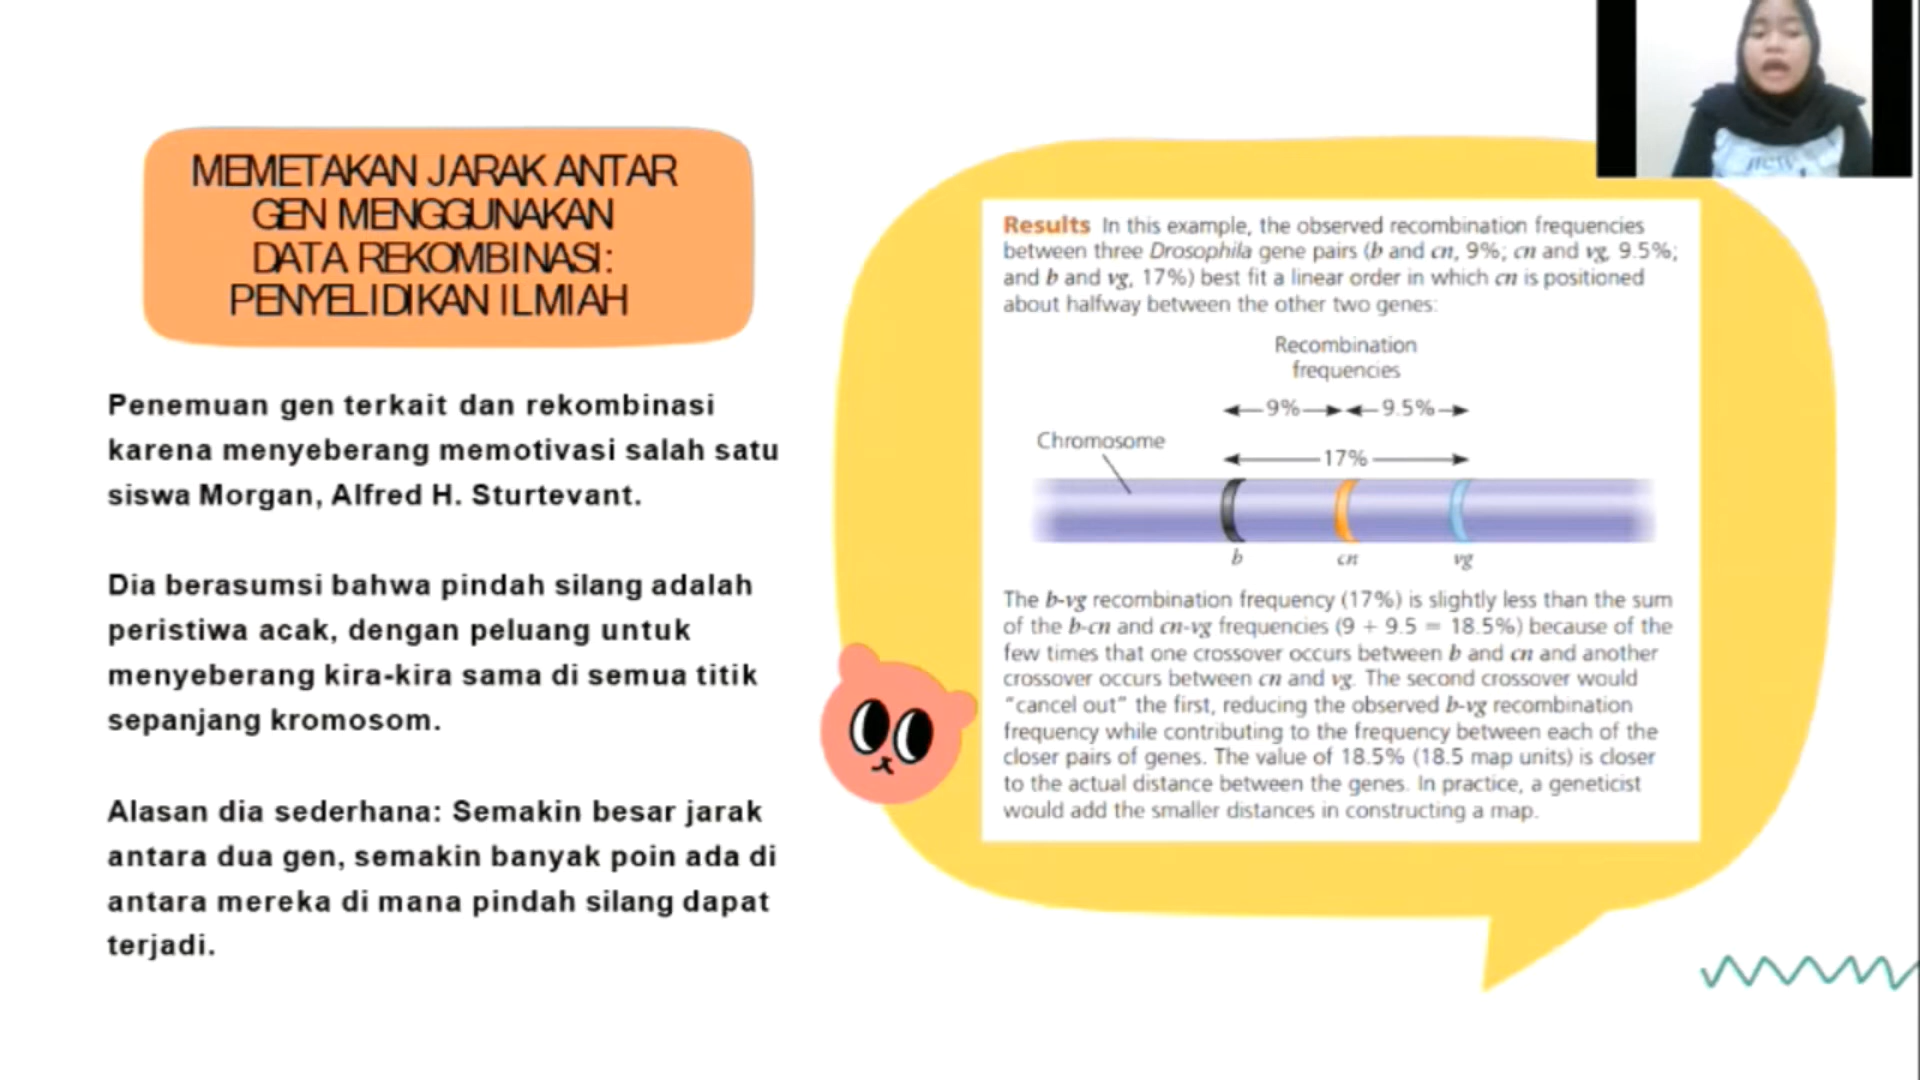 MEMETAKAN JARAK ANTAR
GEN MENGGUNAKAN
DATA REKOMBINASI:
PENYELIDIKAN ILMIAH
Penemuan gen terkait dan rekombinasi
karena menyeberang memotivasi salah satu
siswa Morgan, Alfred H. Sturtevant.
Dia berasumsi bahwa pindah silang adalah
peristiwa acak, dengan peluang untuk
menyeberang kira-kira sama di semua titik
sepanjang kromosom.
Alasan dia sederhana: Semakin besar jarak
antara dua gen, semakin banyak poin ada di
antara mereka di mana pindah silang dapat
terjadi.
Results In this example, the observed recombination frequencies
between three Drosophila gene pairs (b and cn, 9%; cn and vg, 9.5%;
and b and vg, 17%) best fit a linear order in which cn is positioned
about halfway between the other two genes:
Recombination
frequencies
9% 9.5%
Chromosome
17%
b cn vg
The b-vg recombination frequency (17%) is slightly less than the sum
of the b-cn and cn-vg frequencies (9 + 9.5 = 18.5%) because of the
few times that one crossover occurs between b and cn and another
crossover occurs between cn and vg. The second crossover would
"cancel out" the first, reducing the observed b-vg recombination
frequency while contributing to the frequency between each of the
closer pairs of genes. The value of 18.5% (18.5 map units) is closer
to the actual distance between the genes. In practice, a geneticist
would add the smaller distances in constructing a map.